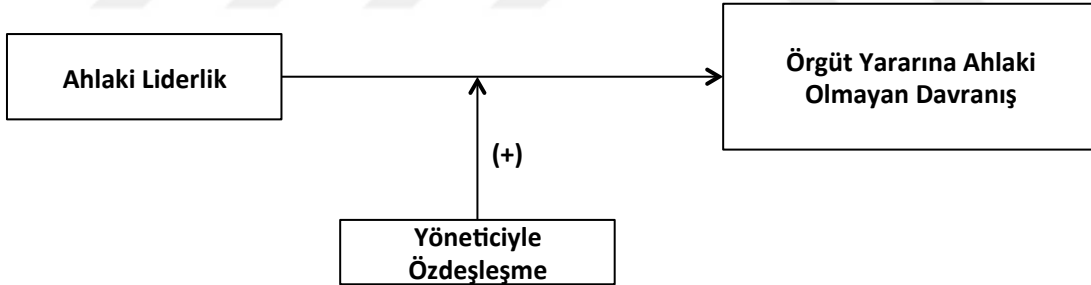 Ahlaki Liderlik
Örgüt Yararına Ahlaki
Olmayan Davranış
(+)
Yöneticiyle
Özdeşleşme